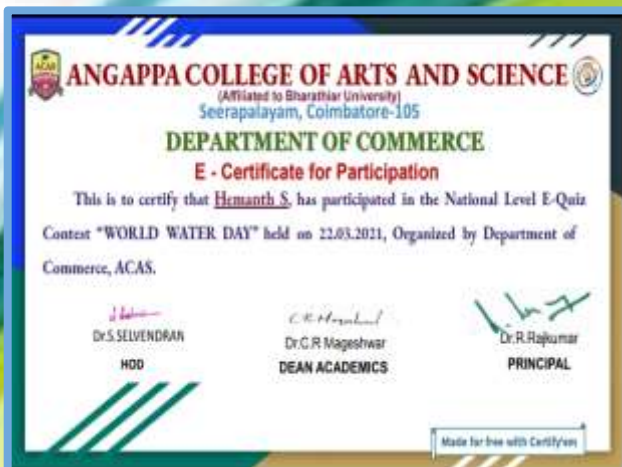 ACAS
ANGAPPA COLLEGE OF ARTS AND SCIENCE
(Affiliated to Bharathiar University)
Seerapalayam, Coimbatore-105
DEPARTMENT OF COMMERCE
E - Certificate for Participation
This is to certify that Hemanth S, has participated in the National Level E-Quiz
Contest "WORLD WATER DAY" held on 22.03.2021, Organized by Department of
Commerce, ACAS.
Dr.S.SELVENDRAN
HOD
Dr.C.R Mageshwar
DEAN ACADEMICS
Dr.R.Rajkumar
PRINCIPAL
Made for free with Certify'em